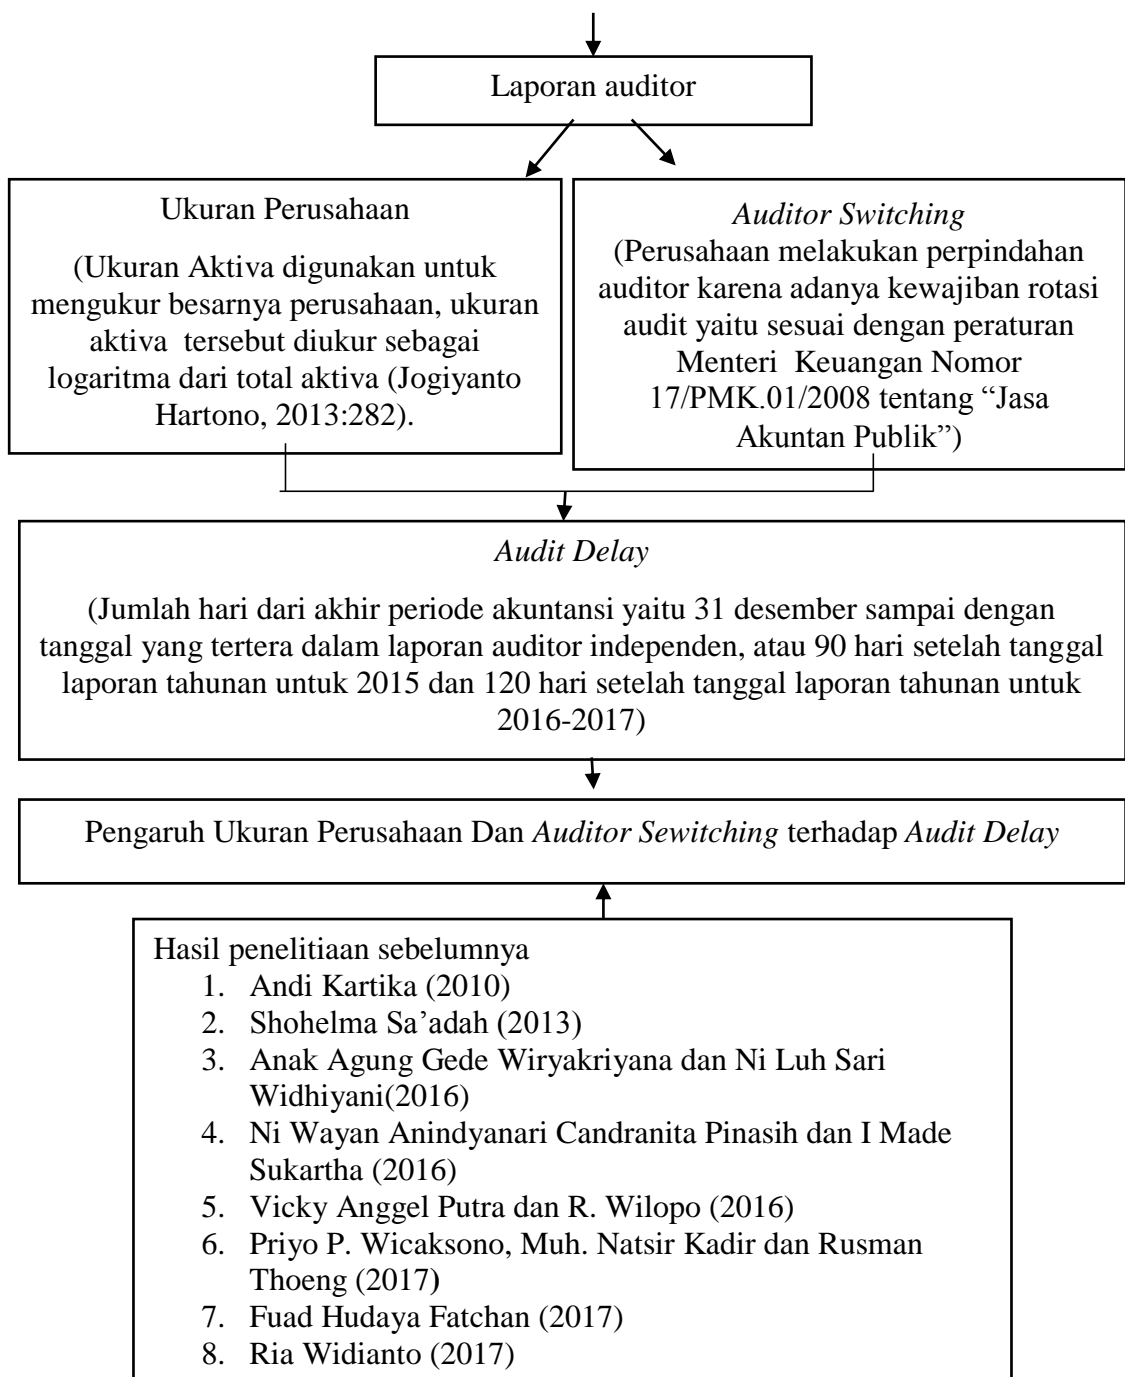 Laporan auditor
Ukuran Perusahaan
(Ukuran Aktiva digunakan untuk
mengukur besarnya perusahaan, ukuran
aktiva tersebut diukur sebagai
logaritma dari total aktiva (Jogiyanto
Hartono, 2013:282).
Auditor Switching
(Perusahaan melakukan perpindahan
auditor karena adanya kewajiban rotasi
audit yaitu sesuai dengan peraturan
Menteri Keuangan Nomor
17/PMK.01/2008 tentang “Jasa
Akuntan Publik”)
Audit Delay
(Jumlah hari dari akhir periode akuntansi yaitu 31 desember sampai dengan
tanggal yang tertera dalam laporan auditor independen, atau 90 hari setelah tanggal
laporan tahunan untuk 2015 dan 120 hari setelah tanggal laporan tahunan untuk
2016-2017)
Pengaruh Ukuran Perusahaan Dan Auditor Sewitching terhadap Audit Delay
Hasil penelitiaan sebelumnya
1. Andi Kartika (2010)
2. Shohelma Sa’adah (2013)
3. Anak Agung Gede Wiryakriyana dan Ni Luh Sari
Widhiyani(2016)
4. Ni Wayan Anindyanari Candranita Pinasih dan I Made
Sukartha (2016)
5. Vicky Anggel Putra dan R. Wilopo (2016)
6. Priyo P. Wicaksono, Muh. Natsir Kadir dan Rusman
Thoeng (2017)
7. Fuad Hudaya Fatchan (2017)
8. Ria Widianto (2017)